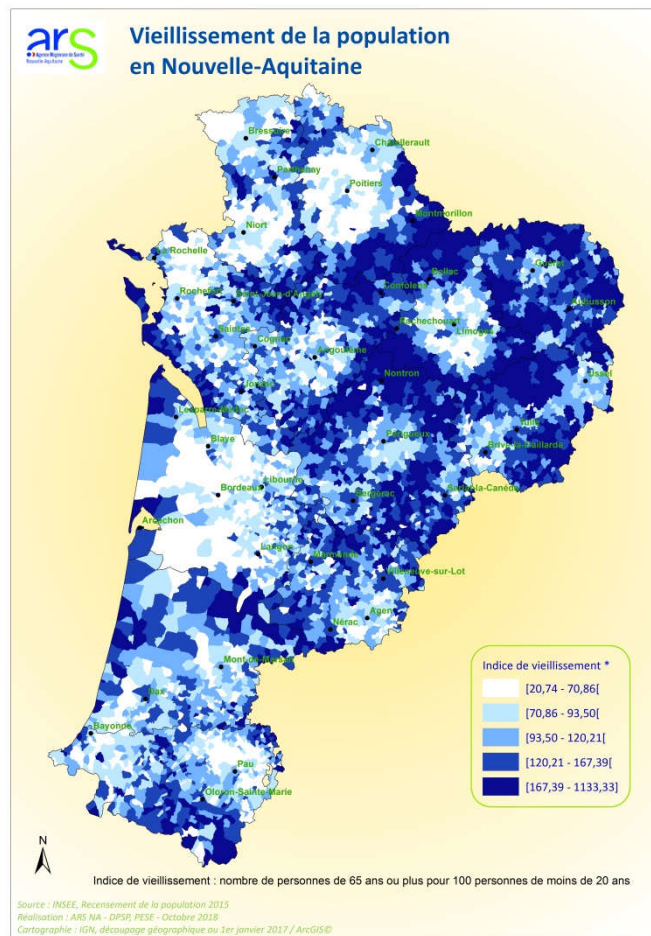 ars
Agence Régionale de Santé
Nouvelle-Aquitaine
Vieillissement de la population
en Nouvelle-Aquitaine
Bressuire
Châtellerault
Parthenay
Poitiers
Montmorillon
Niort
La Rochelle
Bellac
Guéret
Confolens
Rochefort
Saint-Jean-d'Angély
Aubusson
Rochechouart
Limoges
Saintes
Cognac
Angoulême
Nontron
Ussel
Jonzac
Lesparre-Médoc
Tulle
Périgueux
Blaye
Brive-la-Gaillarde
Libourne
Bordeaux
Bergerac
Sarlat-la-Canéda
Arcachon
Langon
Marmande
Villeneuve-sur-Lot
Agen
Nérac
Mont-de-Marsan
Dax
Bayonne
Pau
Oloron-Sainte-Marie
Indice de vieillissement *
[20,74 - 70,86[
[70,86 - 93,50[
[93,50 - 120,21[
[120,21 - 167,39[
[167,39 - 1133,33]
N
Indice de vieillissement : nombre de personnes de 65 ans ou plus pour 100 personnes de moins de 20 ans
Source : INSEE, Recensement de la population 2015
Réalisation : ARS NA - DPSP, PESE - Octobre 2018
Cartographie : IGN, découpage géographique au 1er janvier 2017 / ArcGIS©